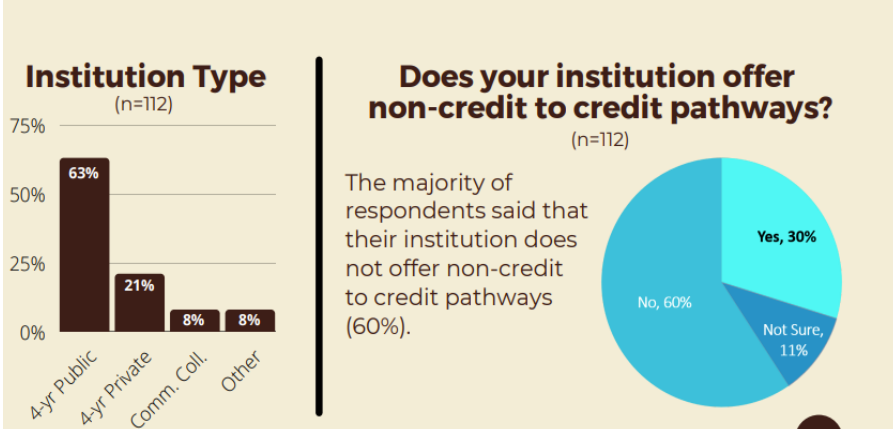 Institution Type
(n=112)
75%
50%
25%
0%
63%
21%
8%
8%
4-yr Public
4-yr Private
Comm. Coll.
Other
Does your institution offer
non-credit to credit pathways?
(n=112)
The majority of
respondents said that
their institution does
not offer non-credit
to credit pathways
(60%).
Yes, 30%
No, 60%
Not Sure,
11%